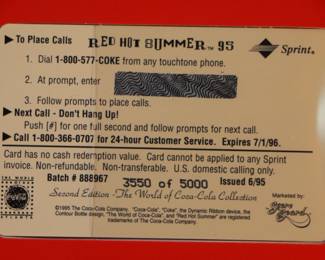 ▶ To Place Calls RED HOT SUMMER™ 95 Sprint.
1. Dial 1-800-577-COKE from any touchtone phone.
2. At prompt, enter
3. Follow prompts to place calls.
▶ Next Call - Don't Hang Up!
Push [#] for one full second and follow prompts for next call.
▶ Call 1-800-366-0707 for 24-hour Customer Service. Expires 7/1/96.
Card has no cash redemption value. Card cannot be applied to any Sprint
invoice. Non-refundable. Non-transferable. U.S. domestic calling only.
Batch # 888967 3550 of 5000 Issued 6/95
Second Edition - The World of Coca-Cola Collection
THE WORLD
Coca-Cola
©1995 The Coca-Cola Company. "Coca-Cola", "Coke", the Dynamic Ribbon device, the
Contour Bottle design, "The World of Coca-Cola", and "Red Hot Summer" are registered
trademarks of The Coca-Cola Company.
Marketed by: